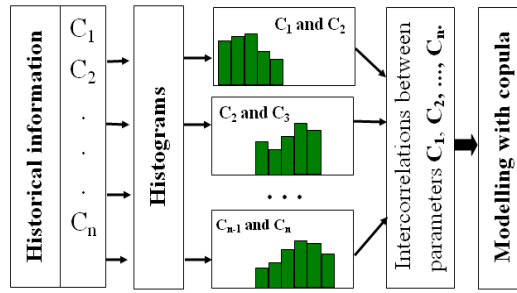 Historical information
C1
C2
.
.
.
Cn
Histograms
C1 and C2
C2 and C3
. . .
Cn-1 and Cn
Intercorrelations between
parameters C1, C2, ..., Cn.
Modelling with copula